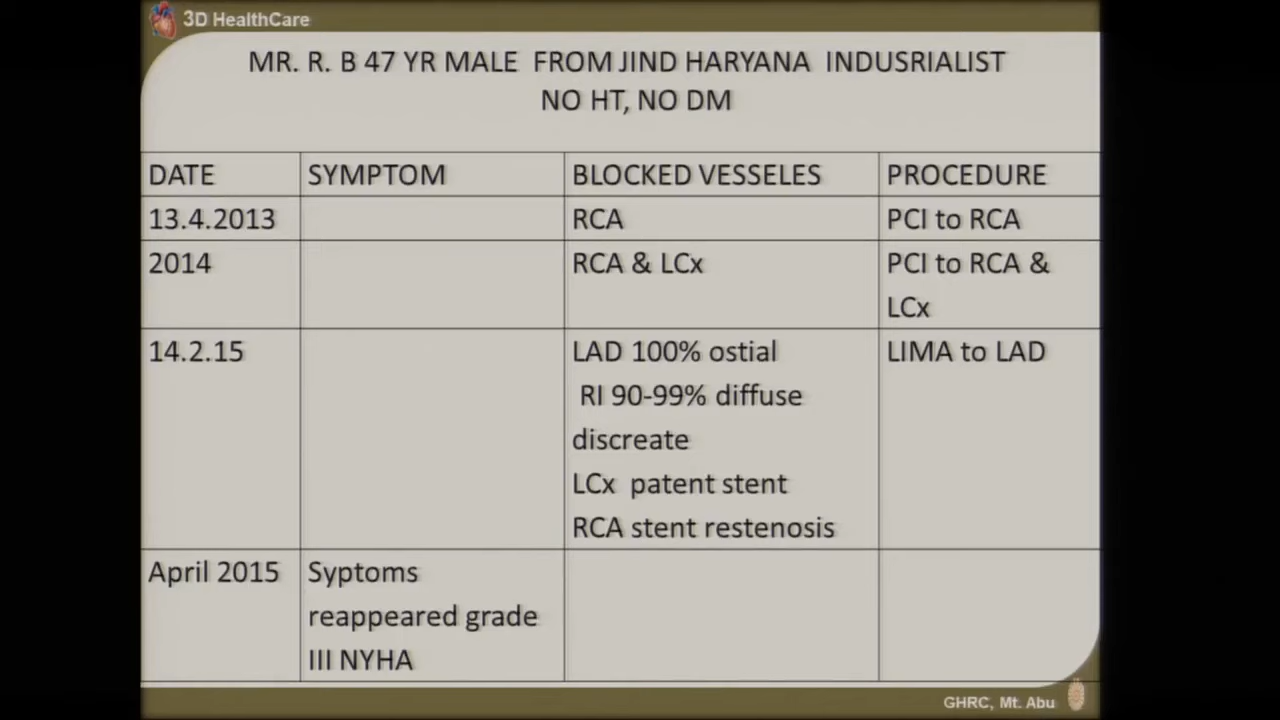 3D HealthCare
MR. R. B 47 YR MALE FROM JIND HARYANA INDUSRIALIST
NO HT, NO DM
DATE SYMPTOM BLOCKED VESSELES PROCEDURE
13.4.2013 RCA PCI to RCA
2014 RCA & LCx PCI to RCA &
LCx
14.2.15 LAD 100% ostial LIMA to LAD
RI 90-99% diffuse
discreate
LCx patent stent
RCA stent restenosis
April 2015 Syptoms
reappeared grade
III NYHA
GHRC, Mt. Abu